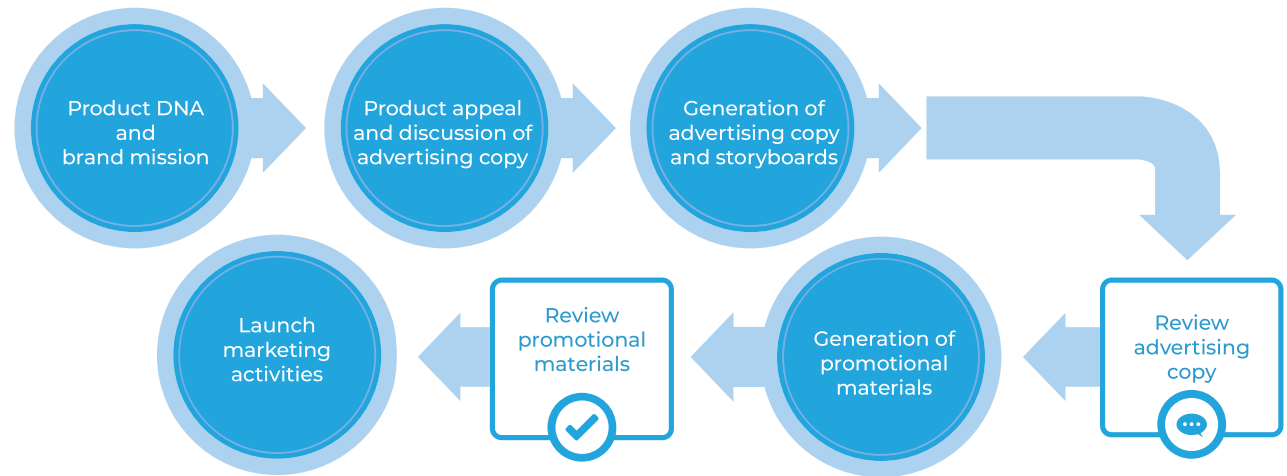 Product DNA
and
brand mission
Product appeal
and discussion of
advertising copy
Generation of
advertising copy
and storyboards
Review
advertising
copy
Generation of
promotional
materials
Review
promotional
materials
Launch
marketing
activities